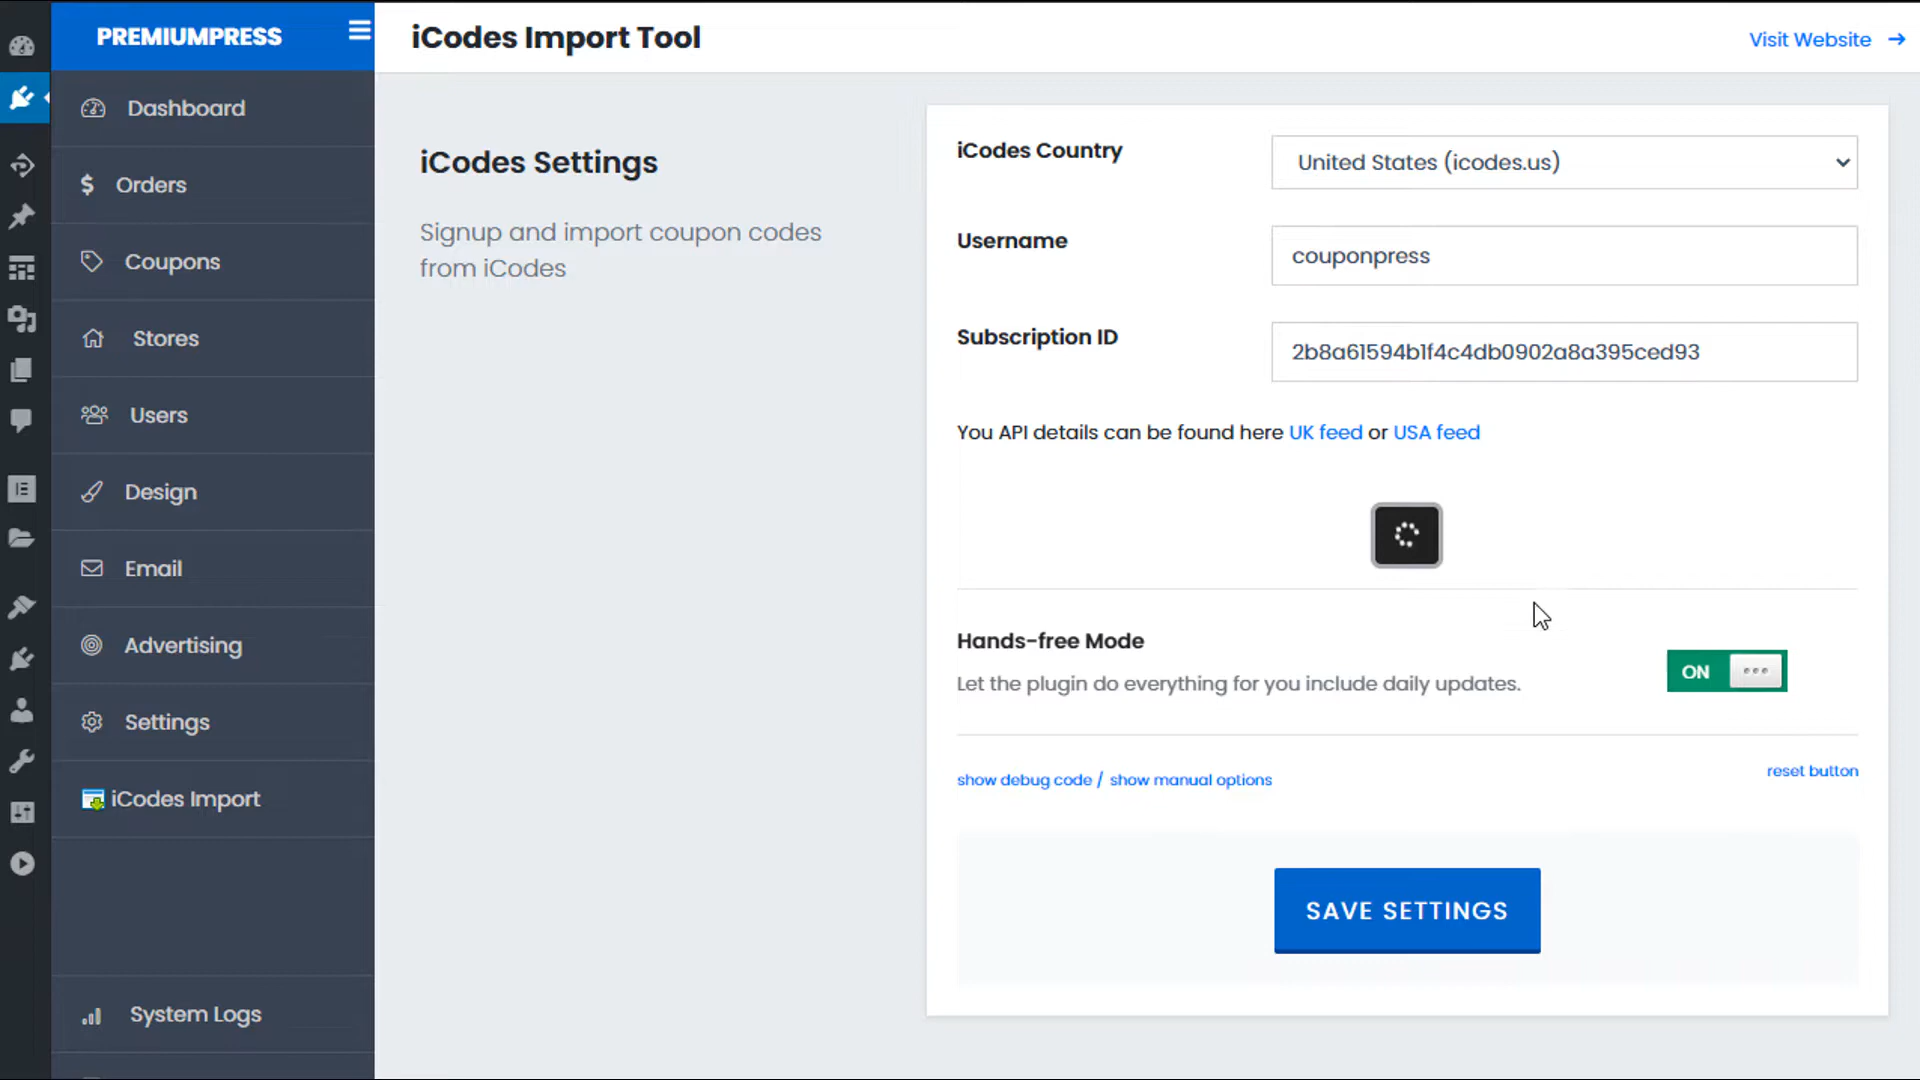 PREMIUMPRESS
Dashboard
Orders
Coupons
Stores
Users
Design
Email
Advertising
Settings
iCodes Import
System Logs
iCodes Import Tool
Visit Website
iCodes Settings
Signup and import coupon codes
from iCodes
iCodes Country
United States (icodes.us)
Username
couponpress
Subscription ID
2b8a61594b1f4c4db0902a8a395ced93
You API details can be found here UK feed or USA feed
Hands-free Mode
Let the plugin do everything for you include daily updates.
ON
show debug code / show manual options
reset button
SAVE SETTINGS